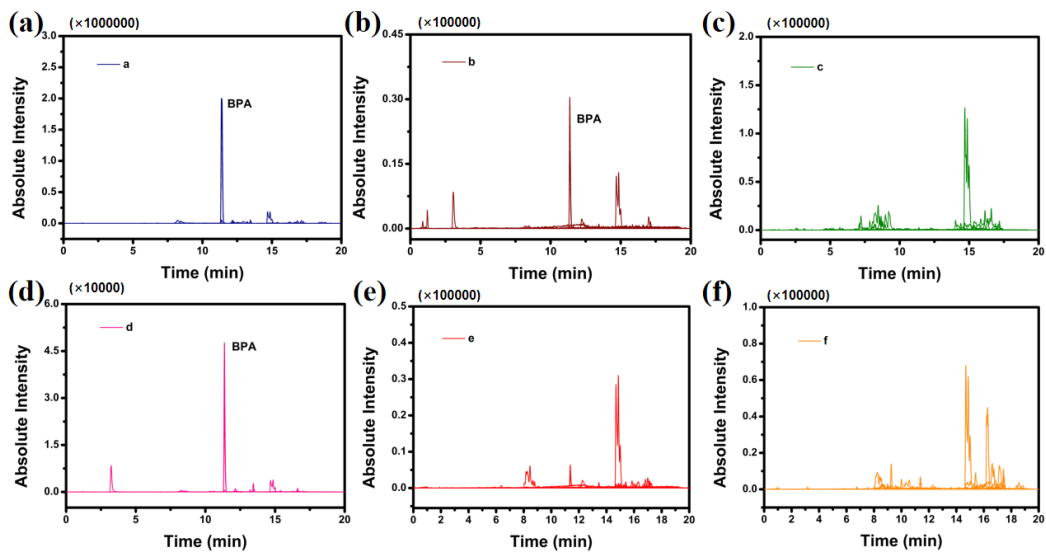 (a)
(×1000000)
a
BPA
Absolute Intensity
3.0
2.5
2.0
1.5
1.0
0.5
0.0
0 5 10 15 20
Time (min)
(b)
(×100000)
b
BPA
Absolute Intensity
0.45
0.30
0.15
0.00
0 5 10 15 20
Time (min)
(c)
(×100000)
c
Absolute Intensity
2.0
1.5
1.0
0.5
0.0
0 5 10 15 20
Time (min)
(d)
(×10000)
d
BPA
Absolute Intensity
6.0
4.5
3.0
1.5
0.0
0 5 10 15 20
Time (min)
(e)
(×100000)
e
Absolute Intensity
0.5
0.4
0.3
0.2
0.1
0.0
0 2 4 6 8 10 12 14 16 18 20
Time (min)
(f)
(×100000)
f
Absolute Intensity
1.0
0.8
0.6
0.4
0.2
0.0
0 2 4 6 8 10 12 14 16 18 20
Time (min)